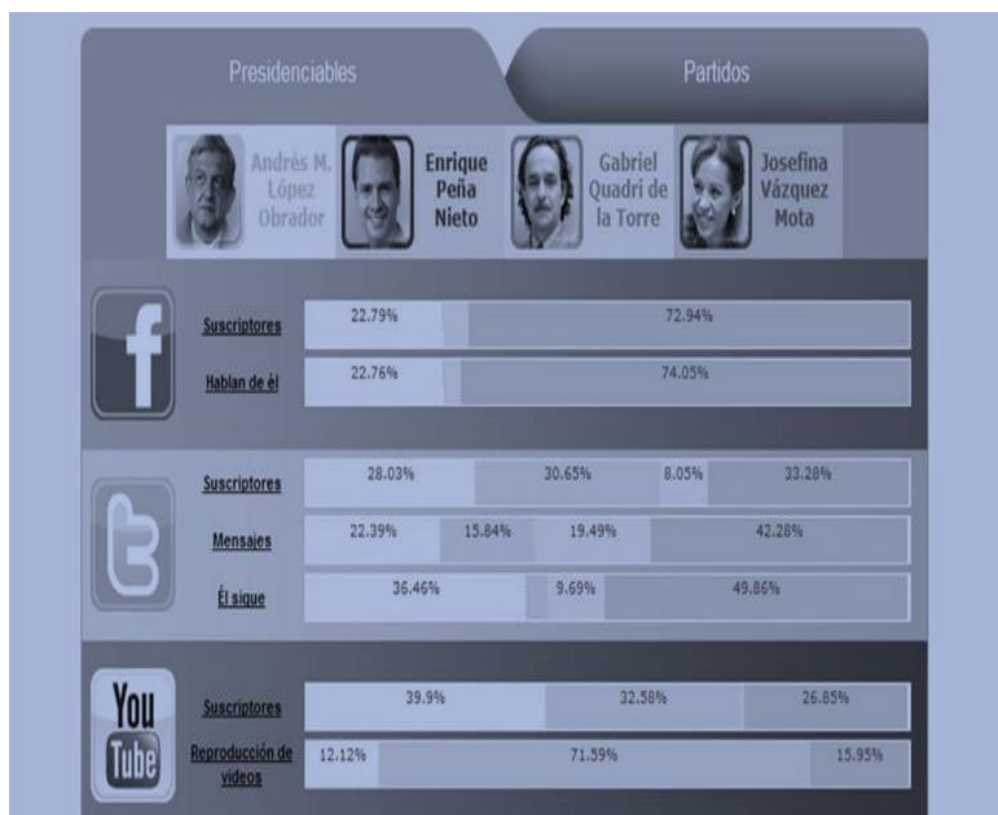 Presidenciables
Partidos
Andrés M.
López
Obrador
Enrique
Peña
Nieto
Gabriel
Quadri de
la Torre
Josefina
Vázquez
Mota
f
Suscriptores
22.79%
72.94%
Hablan de él
22.76%
74.05%
t
Suscriptores
28.03%
30.65%
8.05%
33.28%
Mensajes
22.39%
15.84%
19.49%
42.28%
Él sigue
36.46%
9.69%
49.86%
You
Tube
Suscriptores
39.9%
32.58%
26.85%
Reproducción de
videos
12.12%
71.59%
15.95%